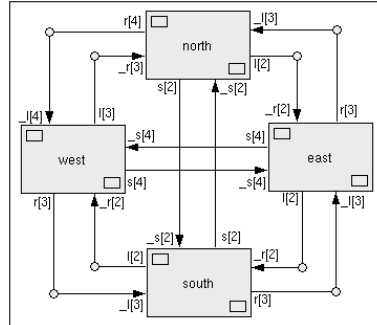 r[4] _l[3]
north
_r[3] l[2]
s[2] _s[2]
_l[4] l[3] _r[2] r[3]
_s[4] s[4]
west east
s[4] _s[4]
r[3] _r[2] l[2] _l[3]
_s[2] s[2]
l[2] _r[2]
south
_l[3] r[3]